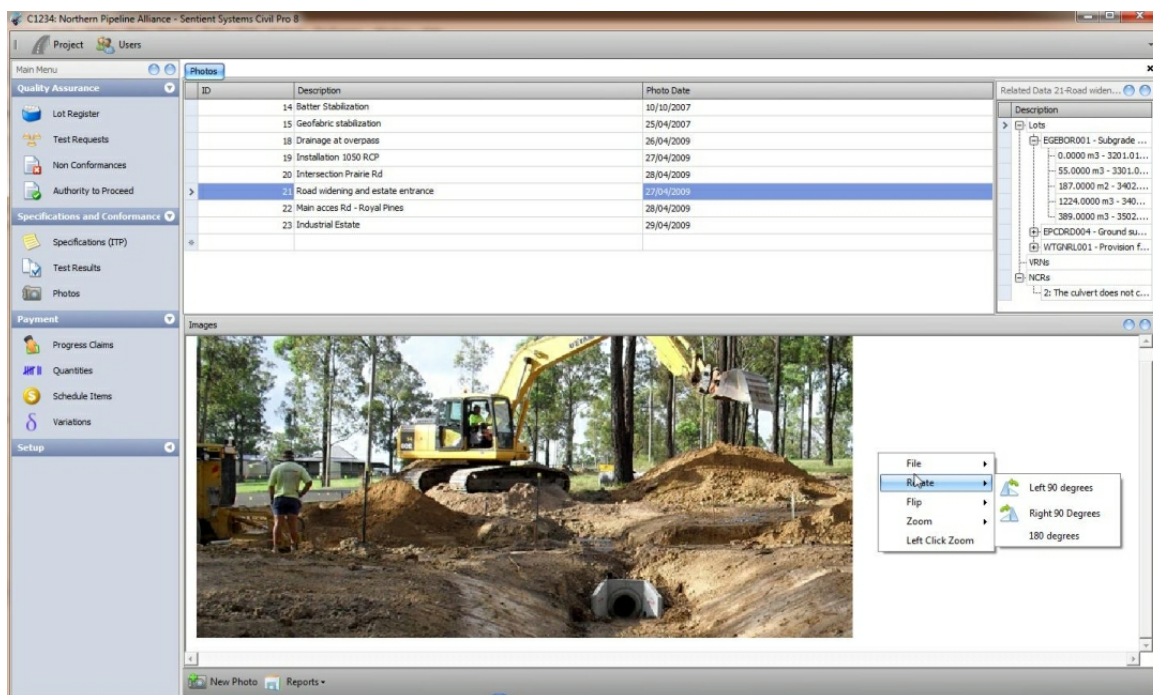 C1234: Northern Pipeline Alliance - Sentient Systems Civil Pro 8
Project Users
Main Menu
Quality Assurance
Lot Register
Test Requests
Non Conformances
Authority to Proceed
Specifications and Conformance
Specifications (ITP)
Test Results
Photos
Payment
Progress Claims
Quantities
Schedule Items
Variations
Setup
Photos
ID Description Photo Date
14 Batter Stabilization 10/10/2007
15 Geofabric stabilization 25/04/2007
18 Drainage at overpass 26/04/2009
19 Installation 1050 RCP 27/04/2009
20 Intersection Prairie Rd 28/04/2009
21 Road widening and estate entrance 27/04/2009
22 Main acces Rd - Royal Pines 28/04/2009
23 Industrial Estate 29/04/2009
Related Data 21-Road widen...
Description
Lots
EGEBOR001 - Subgrade ...
0.0000 m3 - 3201.01...
55.0000 m3 - 3301.0...
187.0000 m2 - 3402....
1224.0000 m3 - 340...
389.0000 m3 - 3502....
EPCDRD004 - Ground su...
WTGNRL001 - Provision f...
VRNs
NCRs
2: The culvert does not c...
Images
File
Rotate
Flip
Zoom
Left Click Zoom
Left 90 degrees
Right 90 Degrees
180 degrees
New Photo Reports